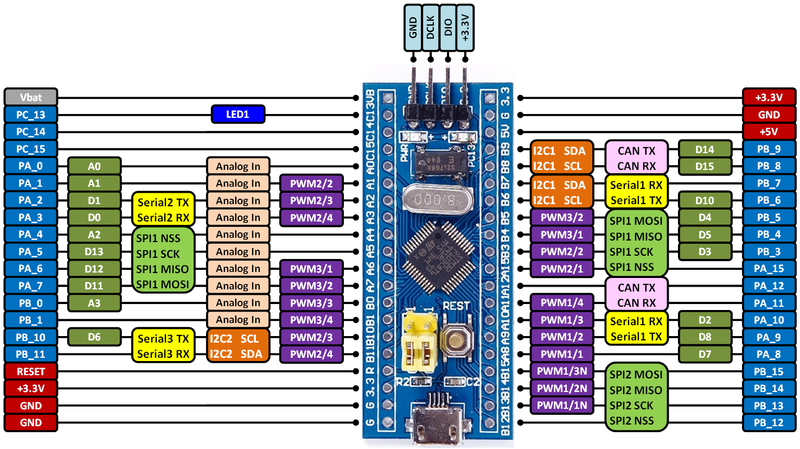 GND DCLK DIO +3.3V
Vbat
PC_13 LED1
PC_14
PC_15
PA_0 A0 Analog In
PA_1 A1 Analog In PWM2/2
PA_2 D1 Serial2 TX Analog In PWM2/3
PA_3 D0 Serial2 RX Analog In PWM2/4
PA_4 A2 SPI1 NSS Analog In
PA_5 D13 SPI1 SCK Analog In
PA_6 D12 SPI1 MISO Analog In PWM3/1
PA_7 D11 SPI1 MOSI Analog In PWM3/2
PB_0 A3 Analog In PWM3/3
PB_1 Analog In PWM3/4
PB_10 D6 Serial3 TX I2C2 SCL PWM2/3
PB_11 Serial3 RX I2C2 SDA PWM2/4
RESET
+3.3V
GND
GND
PWR
PC13
8.000
REST
R2
C2
VB
C13
C14
C15
A0
A1
A2
A3
A4
A5
A6
A7
B0
B1
B10
B11
R
3.3
G
G
3.3
G
5V
B9
B8
B7
B6
B5
B4
B3
A15
A12
A11
A10
A9
A8
B15
B14
B13
B12
+3.3V
GND
+5V
I2C1 SDA CAN TX D14 PB_9
I2C1 SCL CAN RX D15 PB_8
I2C1 SDA Serial1 RX PB_7
I2C1 SCL Serial1 TX D10 PB_6
PWM3/2 SPI1 MOSI D4 PB_5
PWM3/1 SPI1 MISO D5 PB_4
PWM2/2 SPI1 SCK D3 PB_3
PWM2/1 SPI1 NSS PA_15
CAN TX PA_12
PWM1/4 CAN RX PA_11
PWM1/3 Serial1 RX D2 PA_10
PWM1/2 Serial1 TX D8 PA_9
PWM1/1 D7 PA_8
PWM1/3N SPI2 MOSI PB_15
PWM1/2N SPI2 MISO PB_14
PWM1/1N SPI2 SCK PB_13
SPI2 NSS PB_12